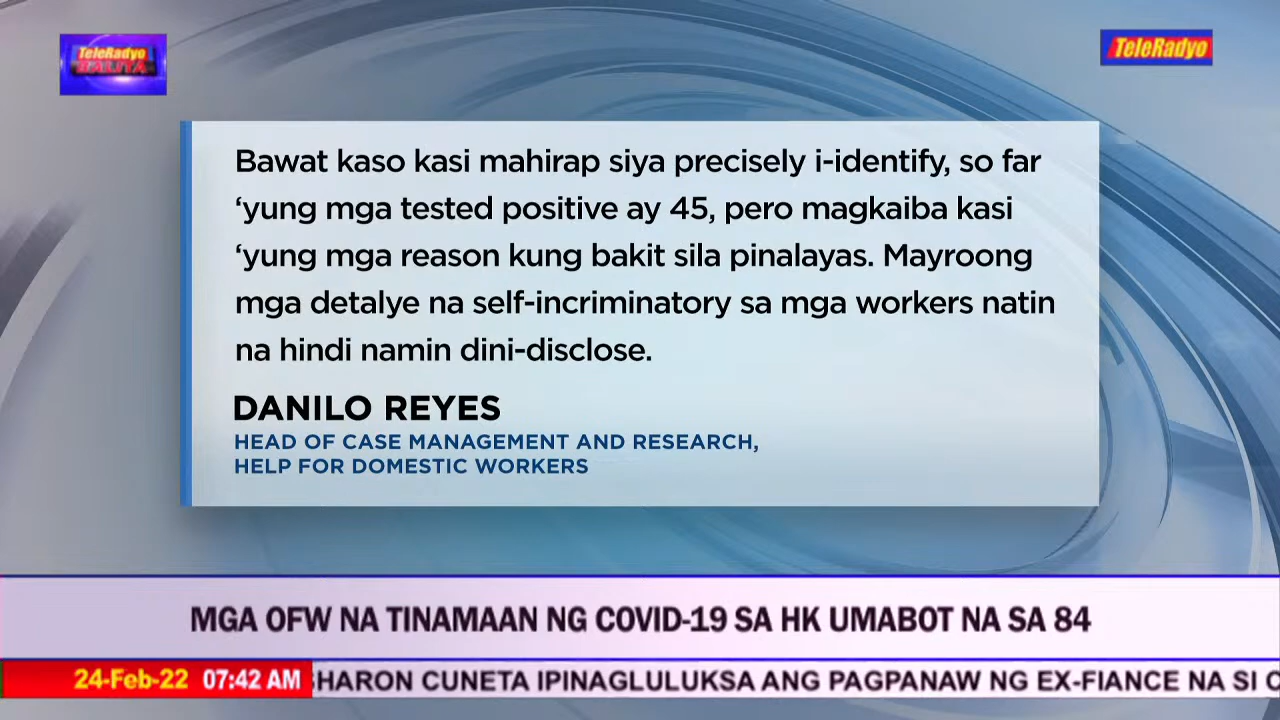 TeleRadyo
BALITA
TeleRadyo
Bawat kaso kasi mahirap siya precisely i-identify, so far
‘yung mga tested positive ay 45, pero magkaiba kasi
‘yung mga reason kung bakit sila pinalayas. Mayroong
mga detalye na self-incriminatory sa mga workers natin
na hindi namin dini-disclose.
DANILO REYES
HEAD OF CASE MANAGEMENT AND RESEARCH,
HELP FOR DOMESTIC WORKERS
MGA OFW NA TINAMAAN NG COVID-19 SA HK UMABOT NA SA 84
24-Feb-22 07:42 AM HARON CUNETA IPINAGLULUKSA ANG PAGPANAW NG EX-FIANCE NA SI